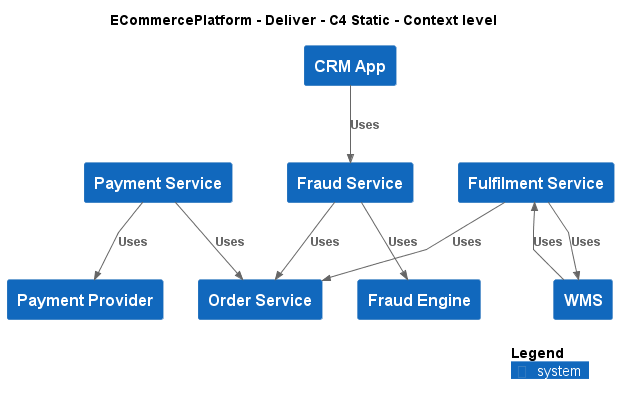 ECommercePlatform - Deliver - C4 Static - Context level
CRM App
Uses
Payment Service
Fraud Service
Fulfilment Service
Uses
Uses
Uses
Uses
Uses
Uses
Uses
Payment Provider
Order Service
Fraud Engine
WMS
Legend
system